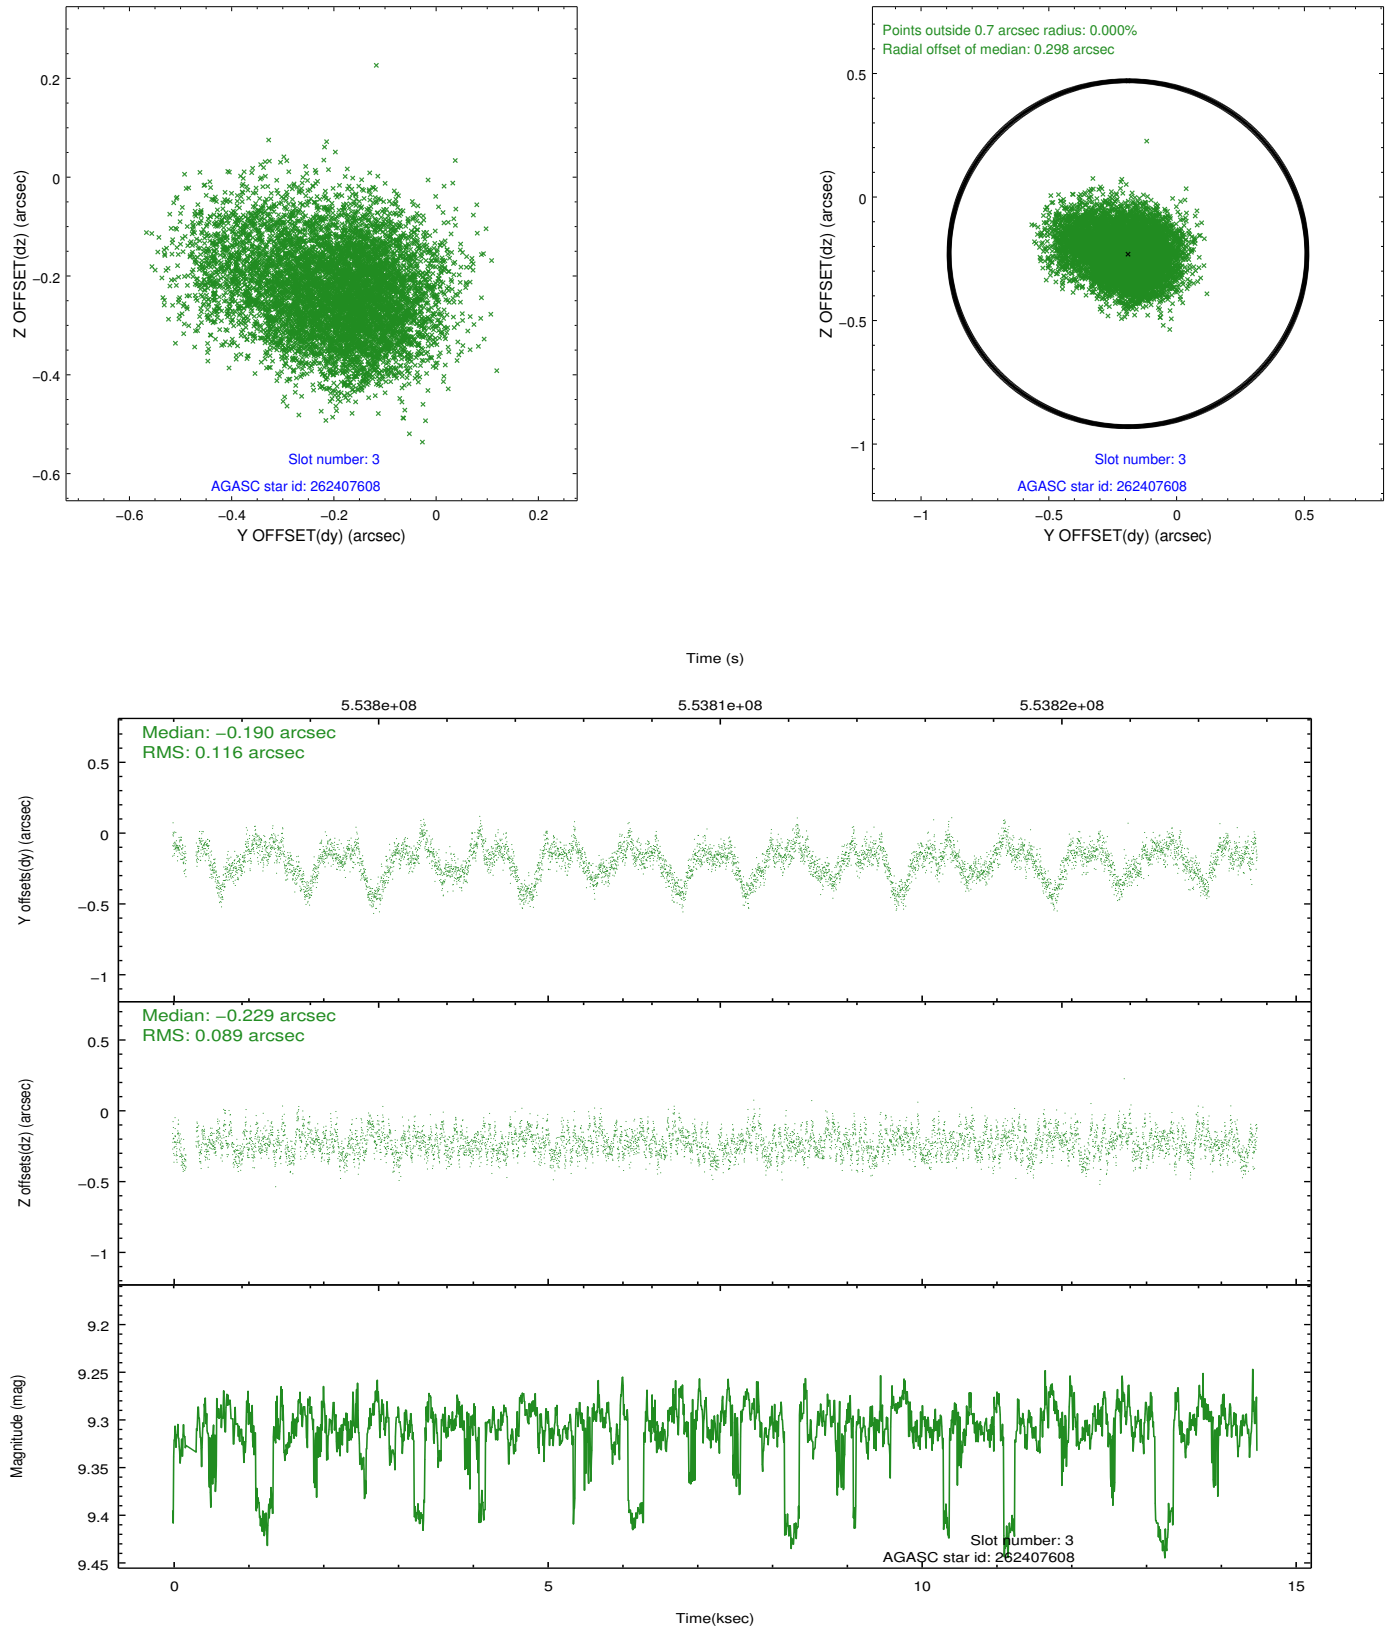 0.2
0
−0.2
−0.4
−0.6
Z OFFSET(dz) (arcsec)
Slot number: 3
AGASC star id: 262407608
−0.6
−0.4
−0.2
0
0.2
Y OFFSET(dy) (arcsec)
Points outside 0.7 arcsec radius: 0.000%
Radial offset of median: 0.298 arcsec
0.5
0
−0.5
−1
Z OFFSET(dz) (arcsec)
Slot number: 3
AGASC star id: 262407608
−1
−0.5
0
0.5
Y OFFSET(dy) (arcsec)
Time (s)
5.538e+08
5.5381e+08
5.5382e+08
Median: −0.190 arcsec
RMS: 0.116 arcsec
0.5
0
−0.5
−1
Y offsets(dy) (arcsec)
Median: −0.229 arcsec
RMS: 0.089 arcsec
0.5
0
−0.5
−1
Z offsets(dz) (arcsec)
9.2
9.25
9.3
9.35
9.4
9.45
Magnitude (mag)
Slot number: 3
AGASC star id: 262407608
0
5
10
15
Time(ksec)